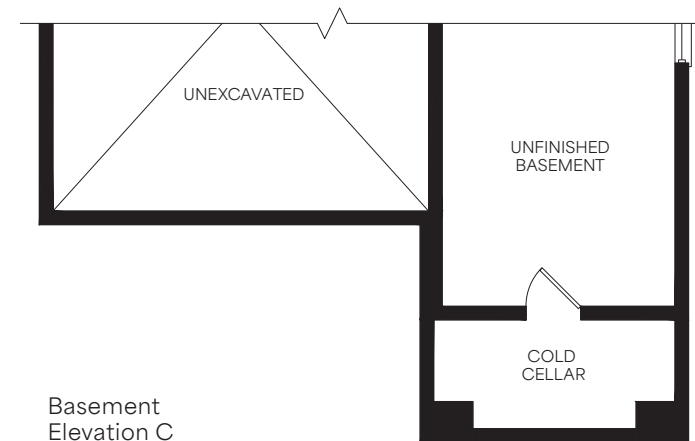 UNEXCAVATED
UNFINISHED
BASEMENT
COLD
CELLAR
Basement
Elevation C